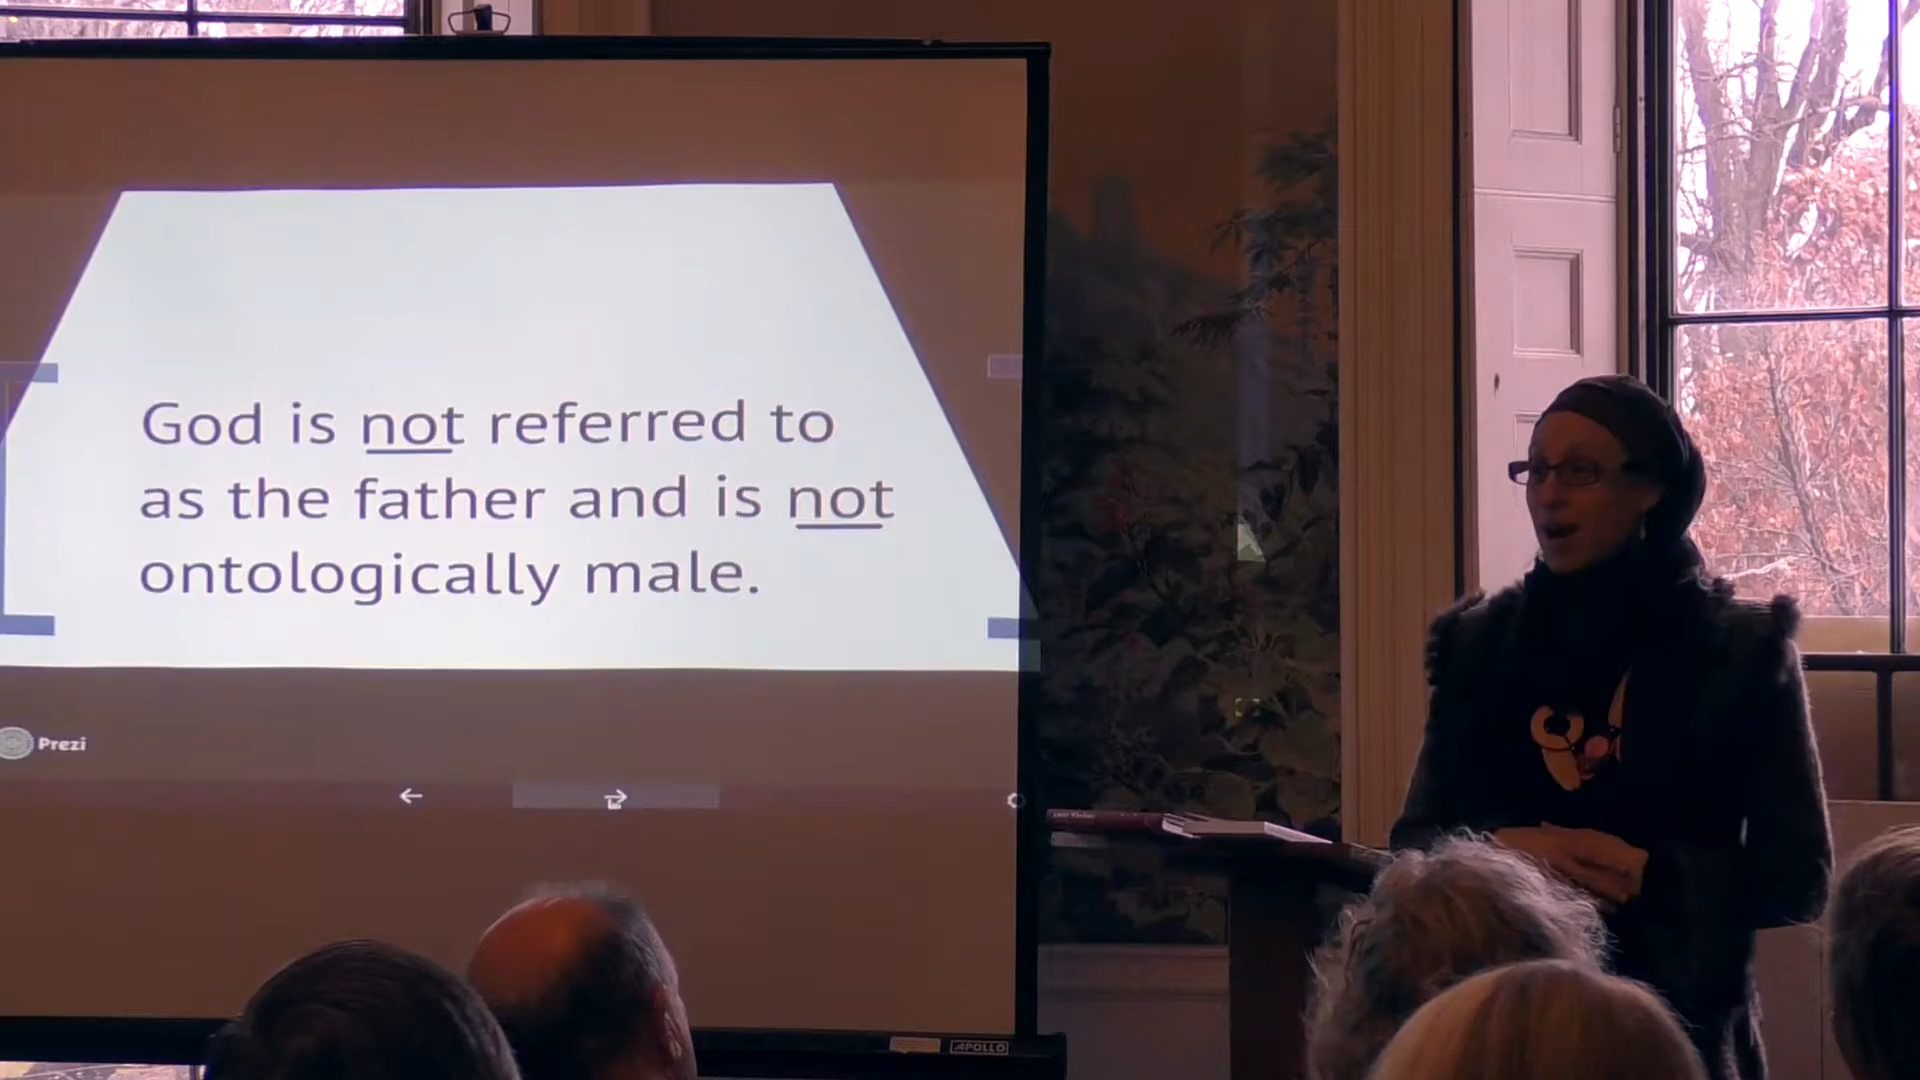 God is not referred to
as the father and is not
ontologically male.
Prezi
APOLLO